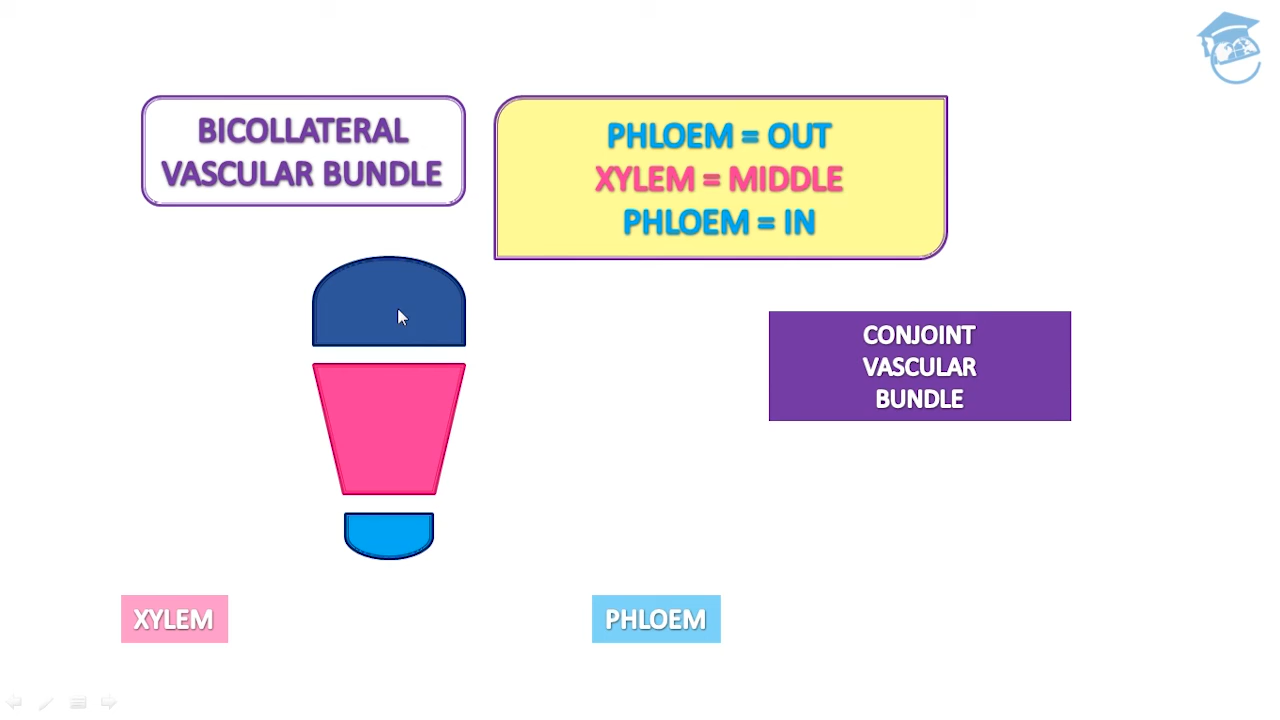 BICOLLATERAL
VASCULAR BUNDLE
PHLOEM = OUT
XYLEM = MIDDLE
PHLOEM = IN
CONJOINT
VASCULAR
BUNDLE
XYLEM
PHLOEM